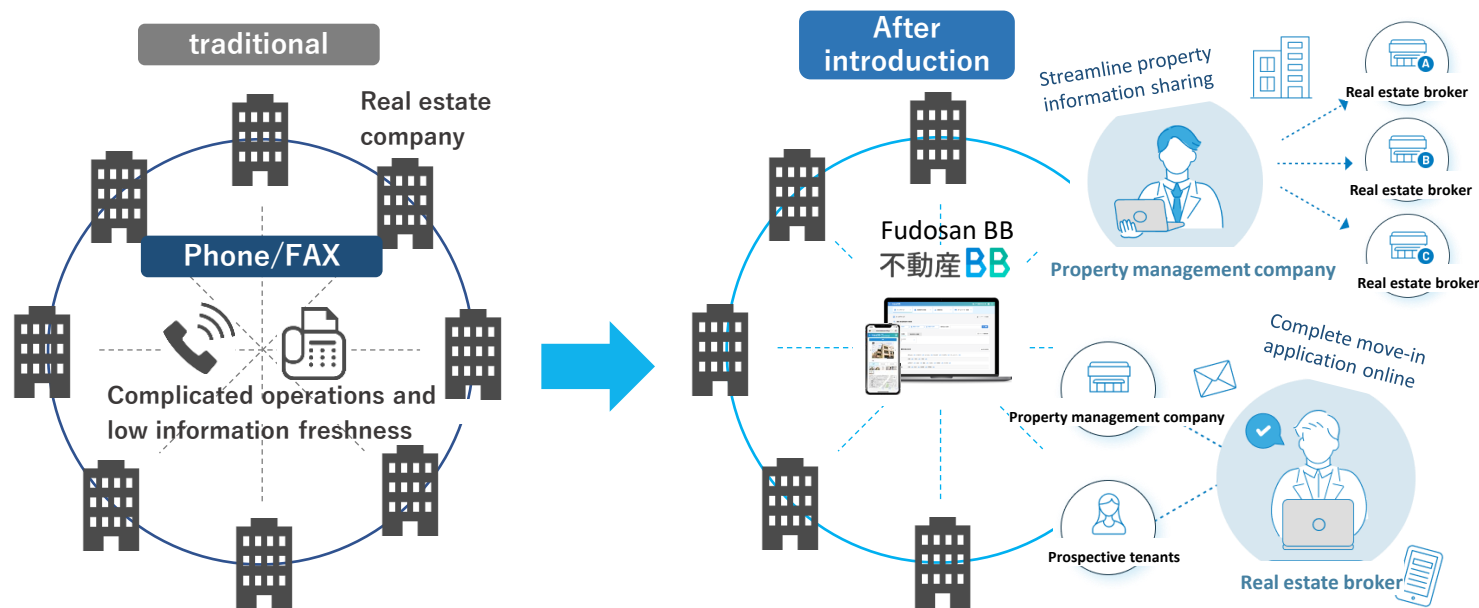 traditional
Real estate
company
Phone/FAX
Complicated operations and
low information freshness
After
introduction
Fudosan BB
不動産BB
Streamline property
information sharing
Property management company
A
Real estate broker
B
Real estate broker
C
Real estate broker
Complete move-in
application online
Property management company
Prospective tenants
Real estate broker